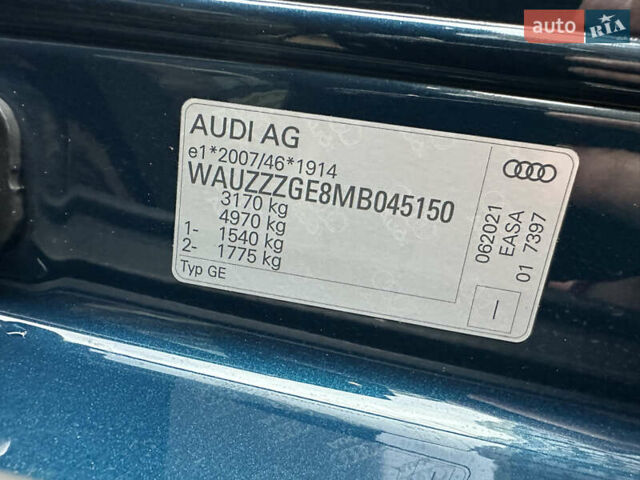 auto RIA
AUDI AG
e1*2007/46*1914
WAUZZZGE8MB045150
3170 kg
4970 kg
1- 1540 kg
2- 1775 kg
Typ GE
062021
EASA
01 7397
I